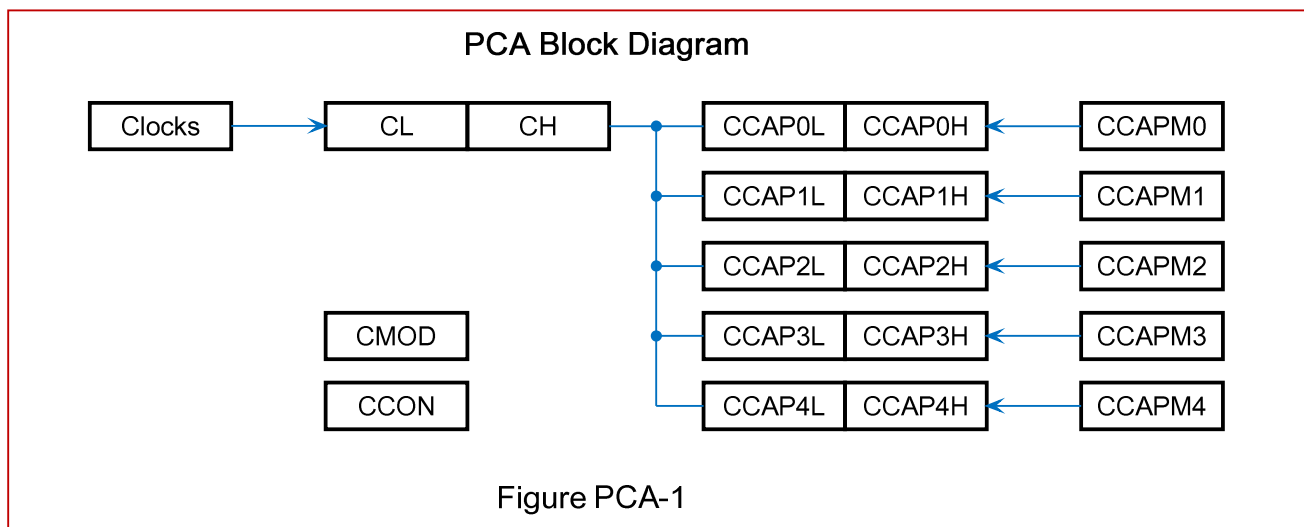 PCA Block Diagram
Clocks CL CH CCAP0L CCAP0H CCAPM0
CCAP1L CCAP1H CCAPM1
CCAP2L CCAP2H CCAPM2
CMOD CCAP3L CCAP3H CCAPM3
CCON CCAP4L CCAP4H CCAPM4
Figure PCA-1